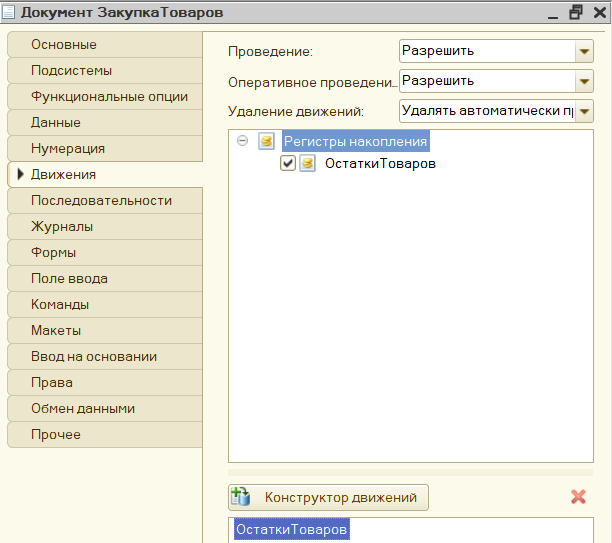 Документ ЗакупкаТоваров
Основные
Подсистемы
Функциональные опции
Данные
Нумерация
Движения
Последовательности
Журналы
Формы
Поле ввода
Команды
Макеты
Ввод на основании
Права
Обмен данными
Прочее
Проведение: Разрешить
Оперативное проведени... Разрешить
Удаление движений: Удалять автоматически пр
Регистры накопления
ОстаткиТоваров
Конструктор движений
ОстаткиТоваров